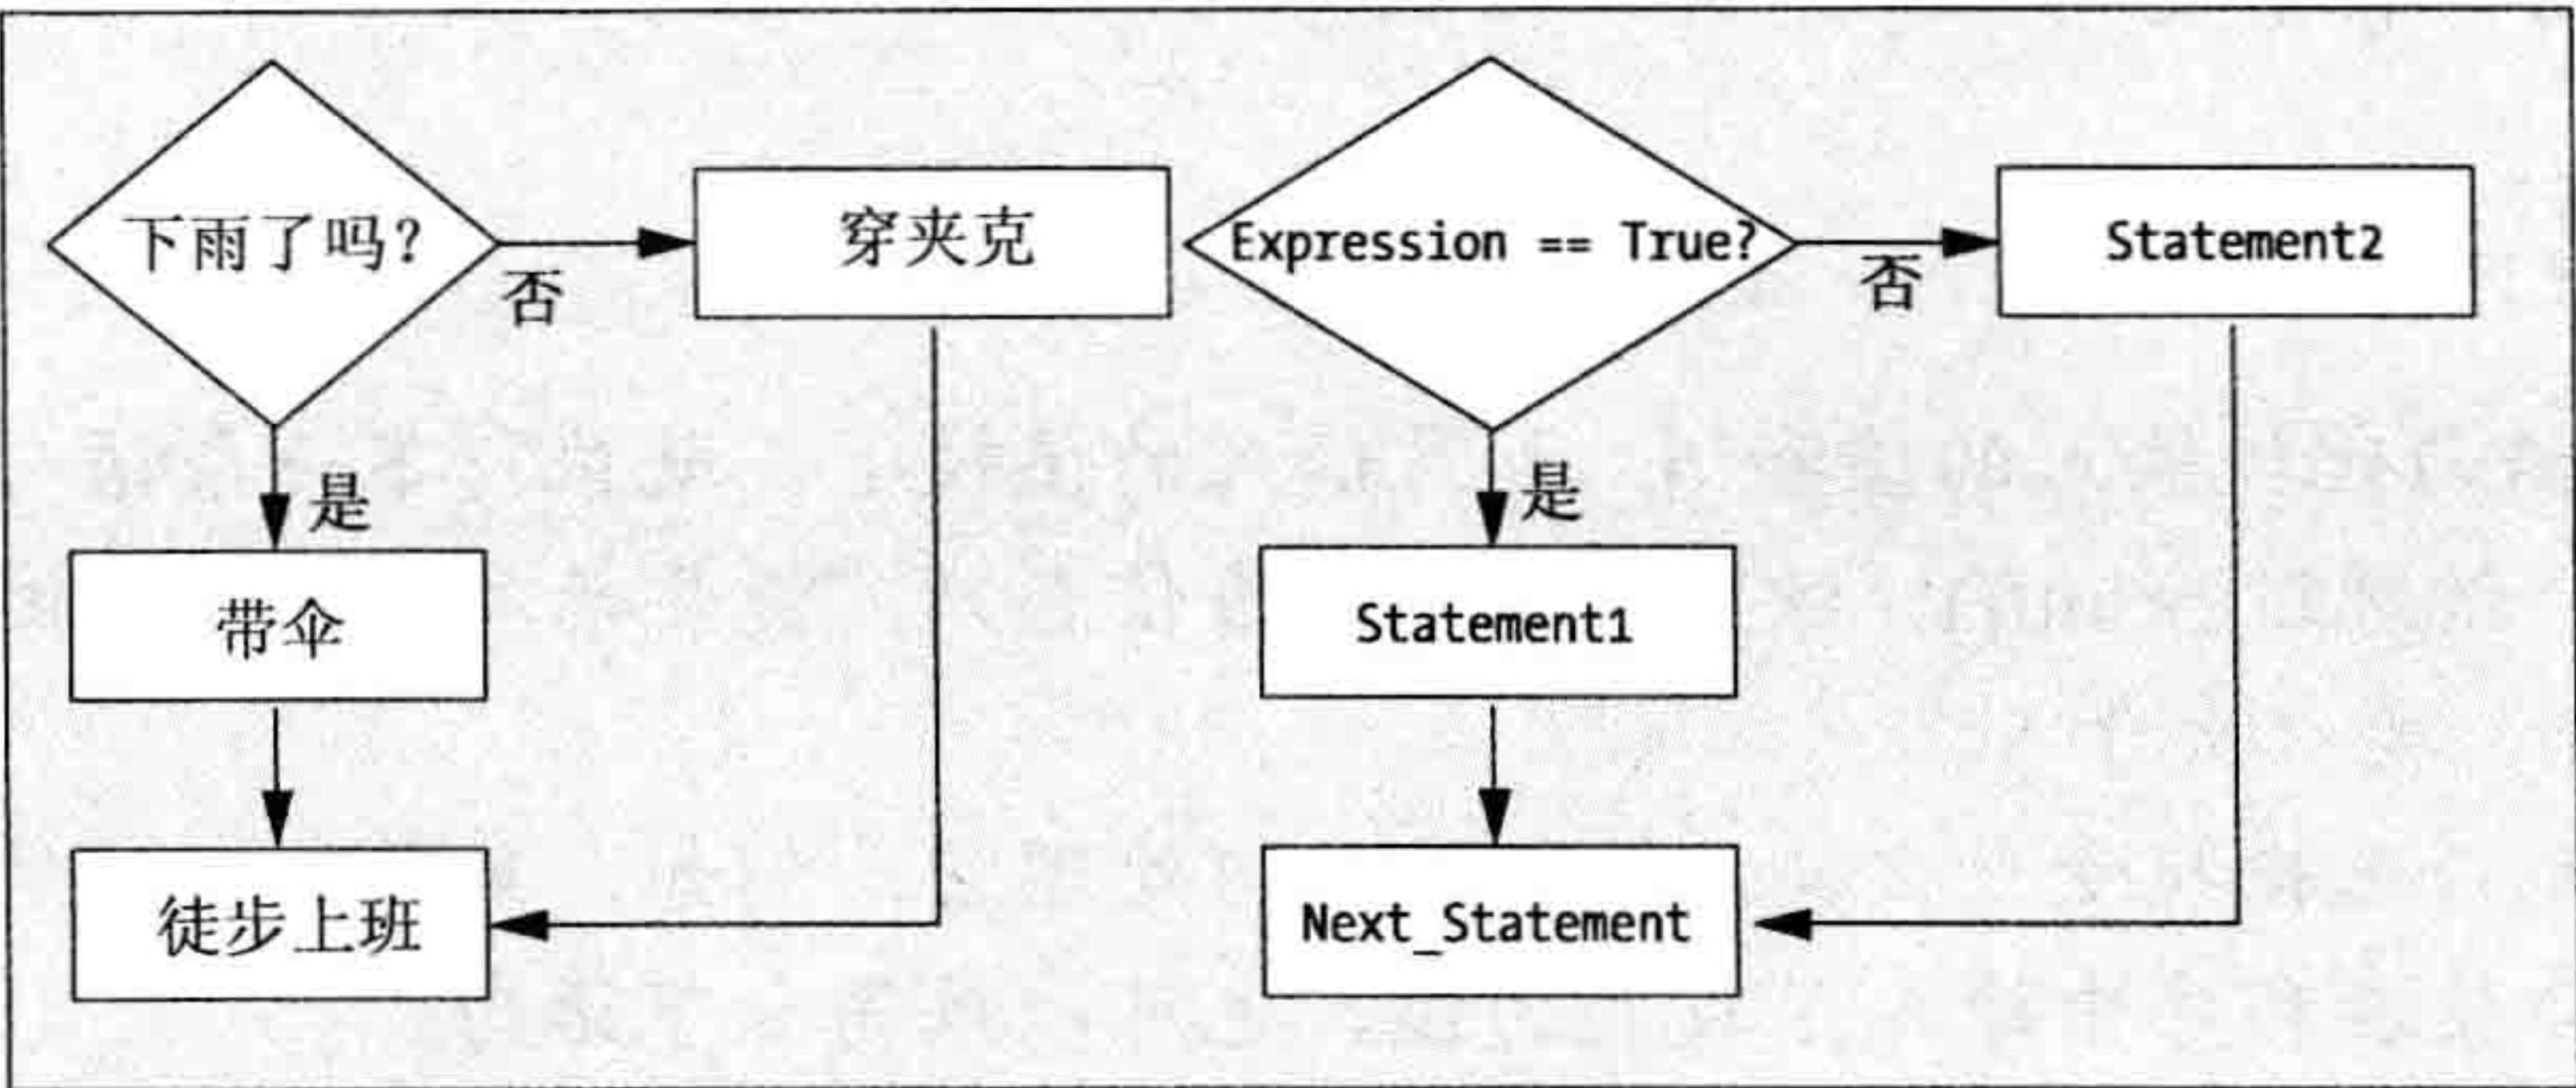 下雨了吗?
否
穿夹克
是
带伞
徒步上班
Expression == True?
否
Statement2
是
Statement1
Next_Statement